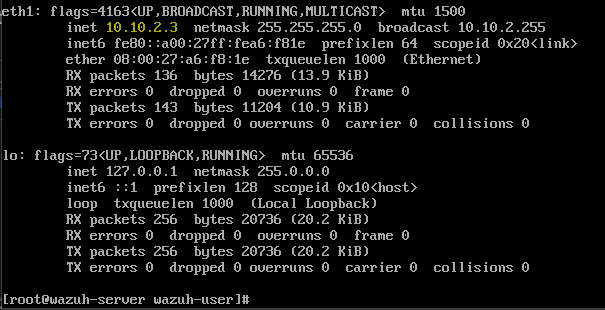 eth1: flags=4163<UP,BROADCAST,RUNNING,MULTICAST>  mtu 1500
        inet 10.10.2.3  netmask 255.255.255.0  broadcast 10.10.2.255
        inet6 fe80::a00:27ff:fea6:f81e  prefixlen 64  scopeid 0x20<link>
        ether 08:00:27:a6:f8:1e  txqueuelen 1000  (Ethernet)
        RX packets 136  bytes 14276 (13.9 KiB)
        RX errors 0  dropped 0  overruns 0  frame 0
        TX packets 143  bytes 11204 (10.9 KiB)
        TX errors 0  dropped 0 overruns 0  carrier 0  collisions 0

lo: flags=73<UP,LOOPBACK,RUNNING>  mtu 65536
        inet 127.0.0.1  netmask 255.0.0.0
        inet6 ::1  prefixlen 128  scopeid 0x10<host>
        loop  txqueuelen 1000  (Local Loopback)
        RX packets 256  bytes 20736 (20.2 KiB)
        RX errors 0  dropped 0  overruns 0  frame 0
        TX packets 256  bytes 20736 (20.2 KiB)
        TX errors 0  dropped 0 overruns 0  carrier 0  collisions 0

[root@wazuh-server wazuh-user]#